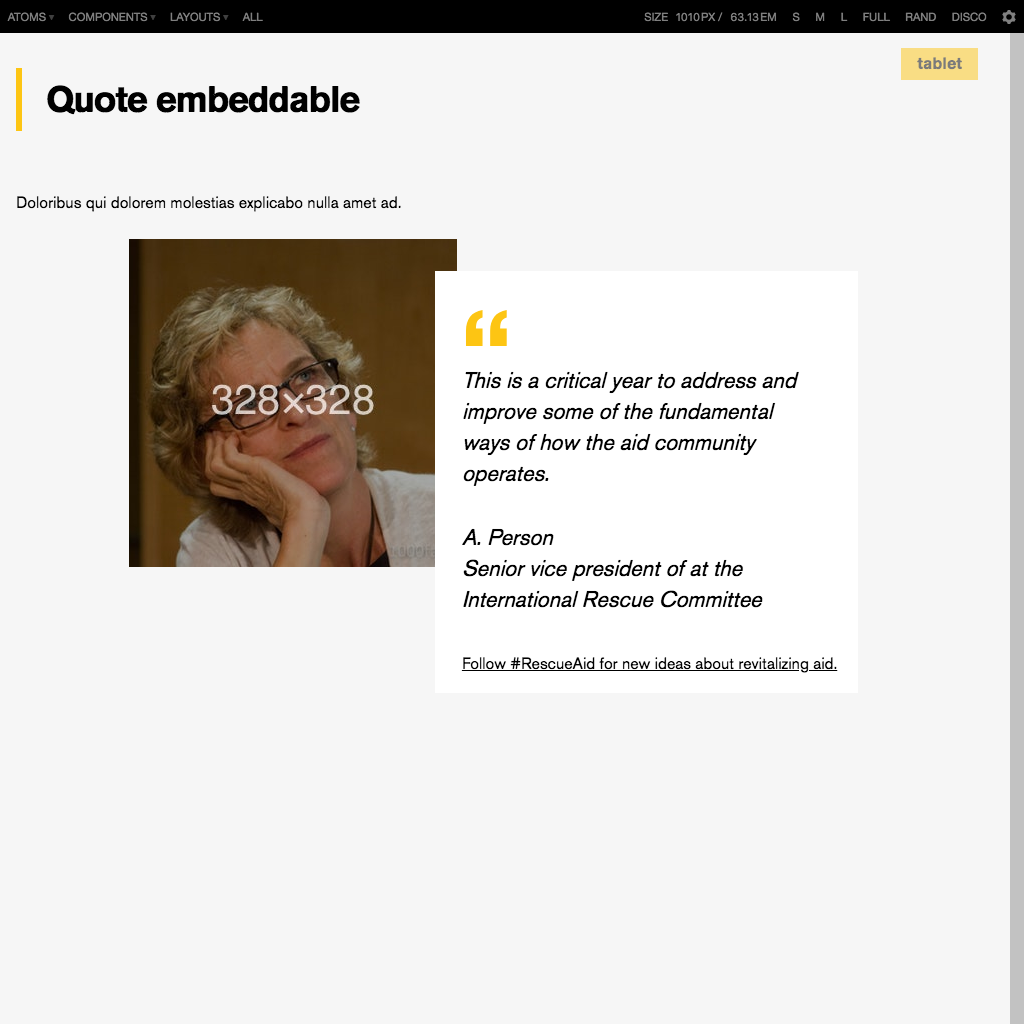 ATOMS ▾ COMPONENTS ▾ LAYOUTS ▾ ALL SIZE 1010PX / 63.13EM S M L FULL RAND DISCO
tablet
Quote embeddable
Doloribus qui dolorem molestias explicabo nulla amet ad.
328×328
“
This is a critical year to address and
improve some of the fundamental
ways of how the aid community
operates.
A. Person
Senior vice president of at the
International Rescue Committee
Follow #RescueAid for new ideas about revitalizing aid.